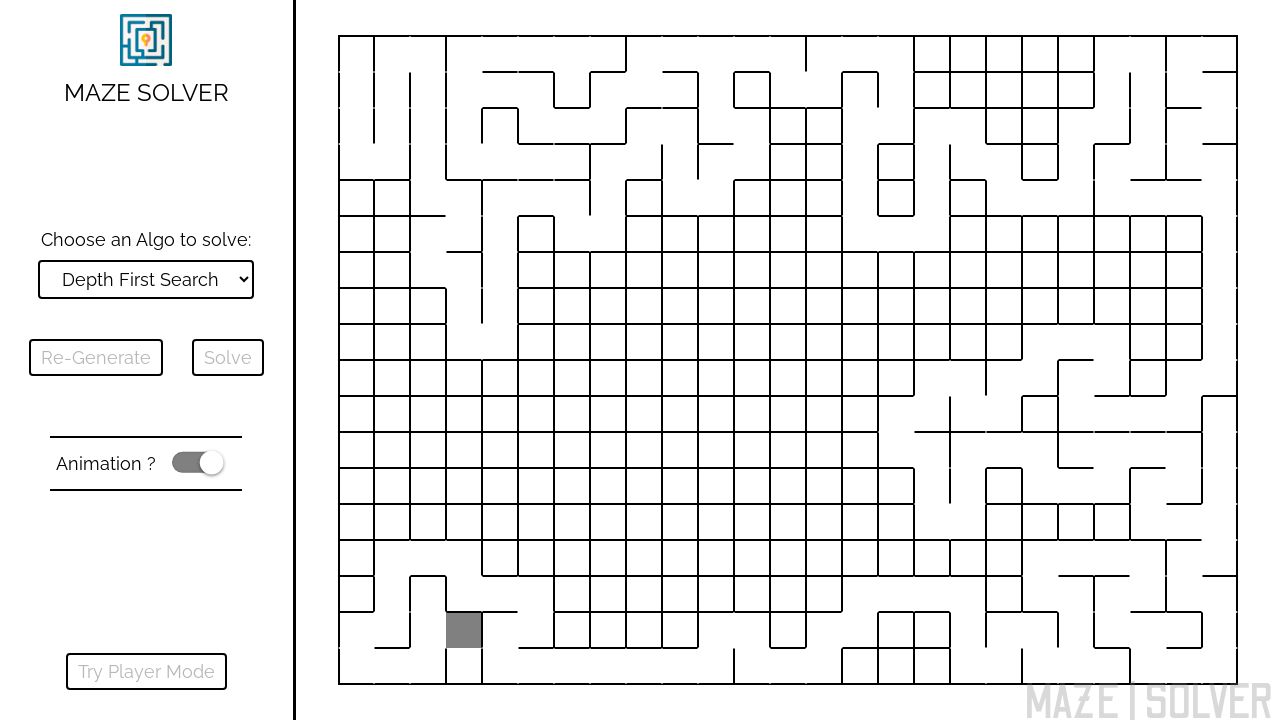 MAZE SOLVER
Choose an Algo to solve:
Depth First Search
Re-Generate Solve
Animation ?
Try Player Mode
MAZE | SOLVER